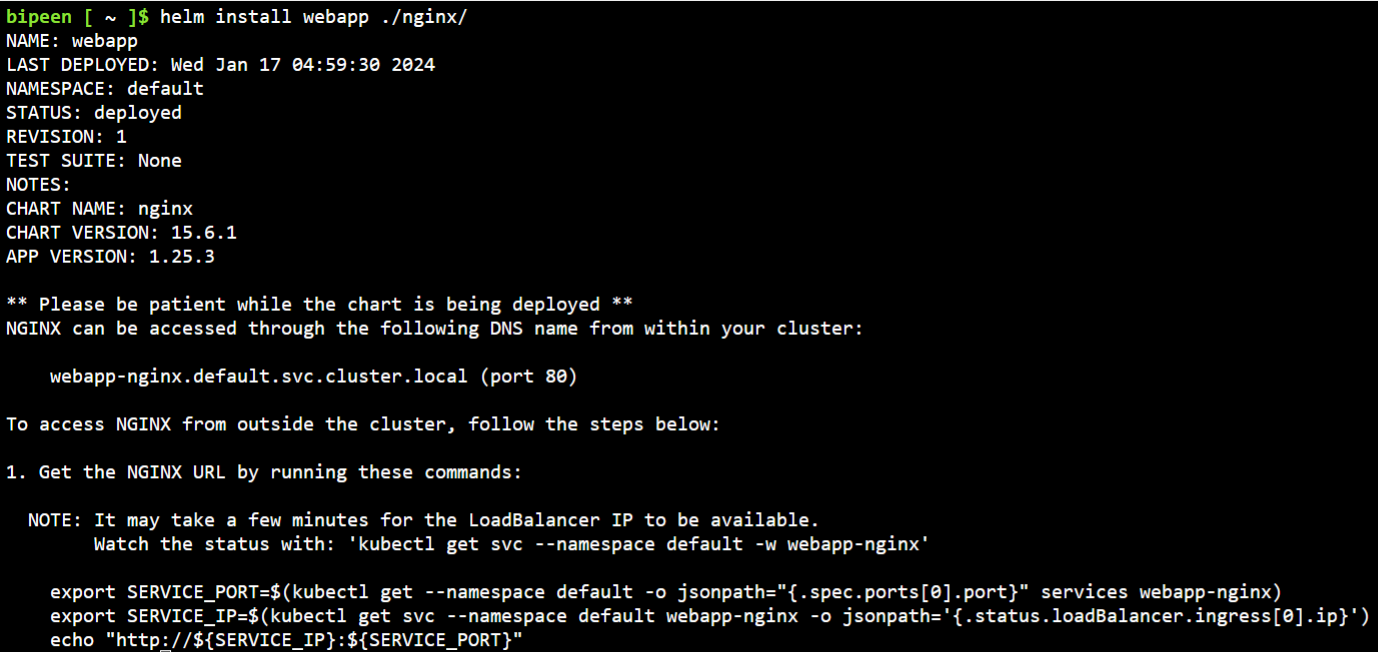 bipeen [ ~ ]$ helm install webapp ./nginx/
NAME: webapp
LAST DEPLOYED: Wed Jan 17 04:59:30 2024
NAMESPACE: default
STATUS: deployed
REVISION: 1
TEST SUITE: None
NOTES:
CHART NAME: nginx
CHART VERSION: 15.6.1
APP VERSION: 1.25.3
** Please be patient while the chart is being deployed **
NGINX can be accessed through the following DNS name from within your cluster:
webapp-nginx.default.svc.cluster.local (port 80)
To access NGINX from outside the cluster, follow the steps below:
1. Get the NGINX URL by running these commands:
NOTE: It may take a few minutes for the LoadBalancer IP to be available.
Watch the status with: 'kubectl get svc --namespace default -w webapp-nginx'
export SERVICE_PORT=$(kubectl get --namespace default -o jsonpath="{.spec.ports[0].port}" services webapp-nginx)
export SERVICE_IP=$(kubectl get svc --namespace default webapp-nginx -o jsonpath='{.status.loadBalancer.ingress[0].ip}')
echo "http://${SERVICE_IP}:${SERVICE_PORT}"